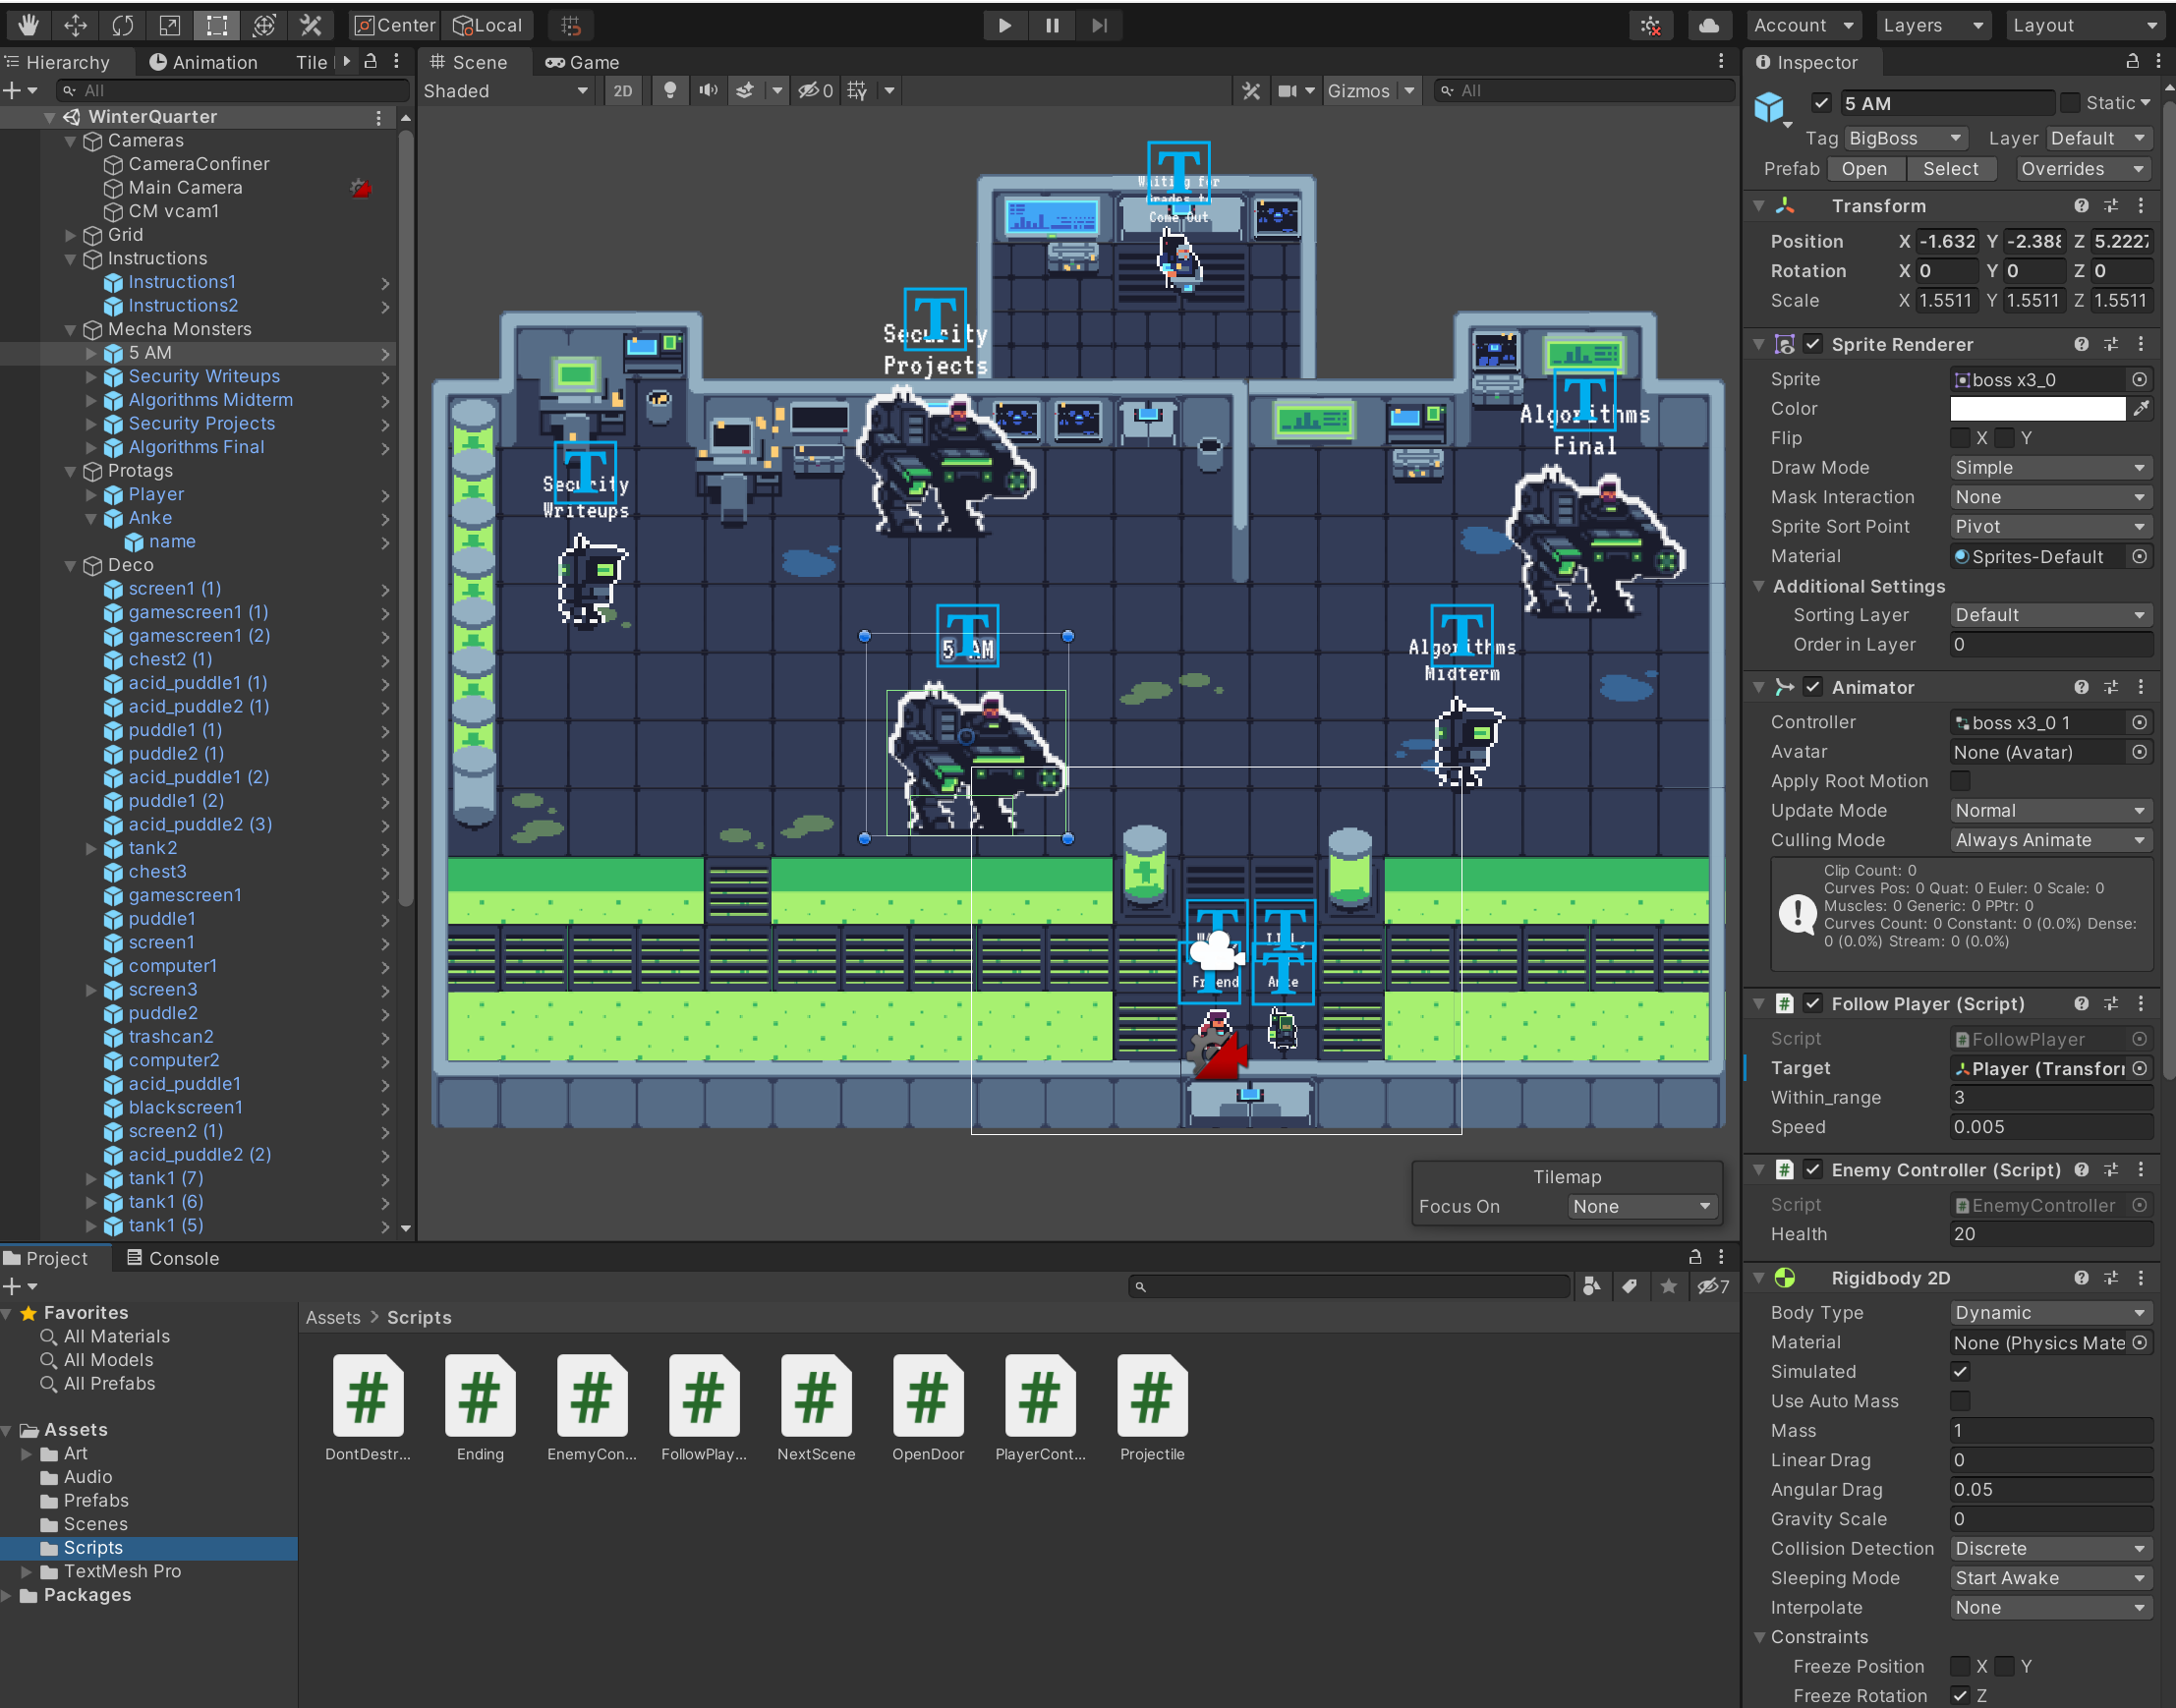 Center
Local
Account
Layers
Layout
Hierarchy
Animation
Tile
All
WinterQuarter
Cameras
CameraConfiner
Main Camera
CM vcam1
Grid
Instructions
Instructions1
Instructions2
Mecha Monsters
5 AM
Security Writeups
Algorithms Midterm
Security Projects
Algorithms Final
Protags
Player
Anke
name
Deco
screen1 (1)
gamescreen1 (1)
gamescreen1 (2)
chest2 (1)
acid_puddle1 (1)
acid_puddle2 (1)
puddle1 (1)
puddle2 (1)
acid_puddle1 (2)
puddle1 (2)
acid_puddle2 (3)
tank2
chest3
gamescreen1
puddle1
screen1
computer1
screen3
puddle2
trashcan2
computer2
acid_puddle1
blackscreen1
screen2 (1)
acid_puddle2 (2)
tank1 (7)
tank1 (6)
tank1 (5)
Scene
Game
Shaded
2D
0
Gizmos
All
Waiting for
Grades to
Come Out
Security
Projects
Algorithms
Final
Security
Writeups
5 AM
Algorithms
Midterm
Friend
Anke
Tilemap
Focus On
None
Inspector
5 AM
Static
Tag
BigBoss
Layer
Default
Prefab
Open
Select
Overrides
Transform
Position
X -1.632 Y -2.388 Z 5.2227
Rotation
X 0 Y 0 Z 0
Scale
X 1.5511 Y 1.5511 Z 1.5511
Sprite Renderer
Sprite
boss x3_0
Color
Flip
X Y
Draw Mode
Simple
Mask Interaction
None
Sprite Sort Point
Pivot
Material
Sprites-Default
Additional Settings
Sorting Layer
Default
Order in Layer
0
Animator
Controller
boss x3_0 1
Avatar
None (Avatar)
Apply Root Motion
Update Mode
Normal
Culling Mode
Always Animate
Clip Count: 0
Curves Pos: 0 Quat: 0 Euler: 0 Scale: 0
Muscles: 0 Generic: 0 PPtr: 0
Curves Count: 0 Constant: 0 (0.0%) Dense:
0 (0.0%) Stream: 0 (0.0%)
Follow Player (Script)
Script
FollowPlayer
Target
Player (Transfor
Within_range
3
Speed
0.005
Enemy Controller (Script)
Script
EnemyController
Health
20
Rigidbody 2D
Body Type
Dynamic
Material
None (Physics Mate
Simulated
Use Auto Mass
Mass
1
Linear Drag
0
Angular Drag
0.05
Gravity Scale
0
Collision Detection
Discrete
Sleeping Mode
Start Awake
Interpolate
None
Constraints
Freeze Position
X Y
Freeze Rotation
Z
Project
Console
7
Favorites
All Materials
All Models
All Prefabs
Assets
Art
Audio
Prefabs
Scenes
Scripts
TextMesh Pro
Packages
Assets > Scripts
DontDestr...
Ending
EnemyCon...
FollowPlay...
NextScene
OpenDoor
PlayerCont...
Projectile